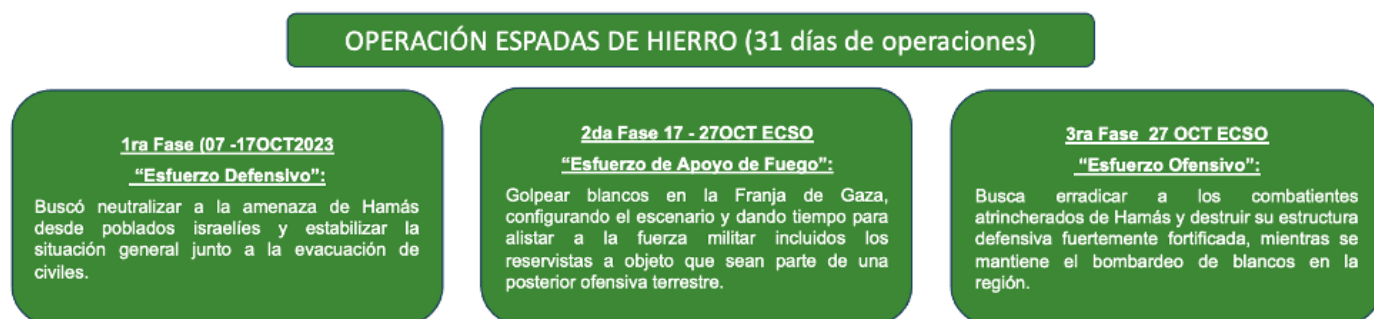 OPERACIÓN ESPADAS DE HIERRO (31 días de operaciones)
1ra Fase (07 -17OCT2023
“Esfuerzo Defensivo”:
Buscó neutralizar a la amenaza de Hamás
desde poblados israelíes y estabilizar la
situación general junto a la evacuación de
civiles.
2da Fase 17 - 27OCT ECSO
“Esfuerzo de Apoyo de Fuego”:
Golpear blancos en la Franja de Gaza,
configurando el escenario y dando tiempo para
alistar a la fuerza militar incluidos los
reservistas a objeto que sean parte de una
posterior ofensiva terrestre.
3ra Fase 27 OCT ECSO
“Esfuerzo Ofensivo”:
Busca erradicar a los combatientes
atrincherados de Hamás y destruir su estructura
defensiva fuertemente fortificada, mientras se
mantiene el bombardeo de blancos en la
región.